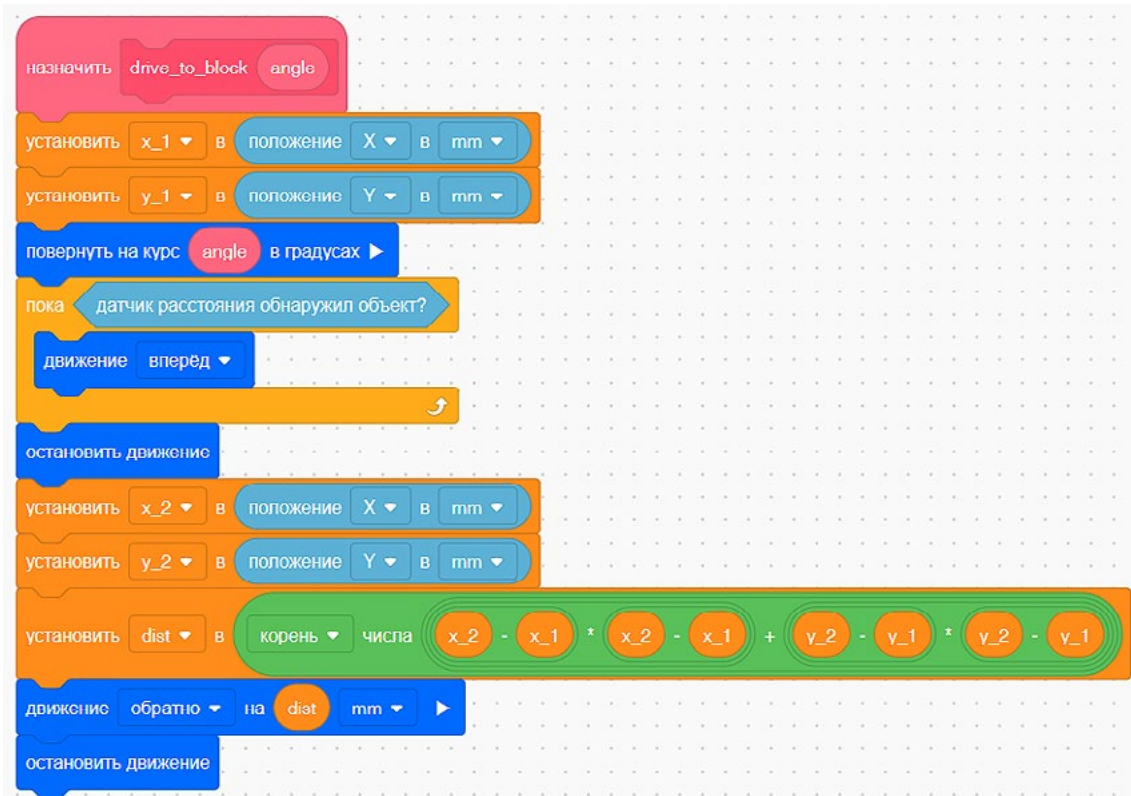 назначить drive_to_block angle
установить x_1 в положение X в mm
установить y_1 в положение Y в mm
повернуть на курс angle в градусах
пока датчик расстояния обнаружил объект?
движение вперёд
остановить движение
установить x_2 в положение X в mm
установить y_2 в положение Y в mm
установить dist в корень числа x_2 - x_1 * x_2 - x_1 + y_2 - y_1 * y_2 - y_1
движение обратно на dist mm
остановить движение